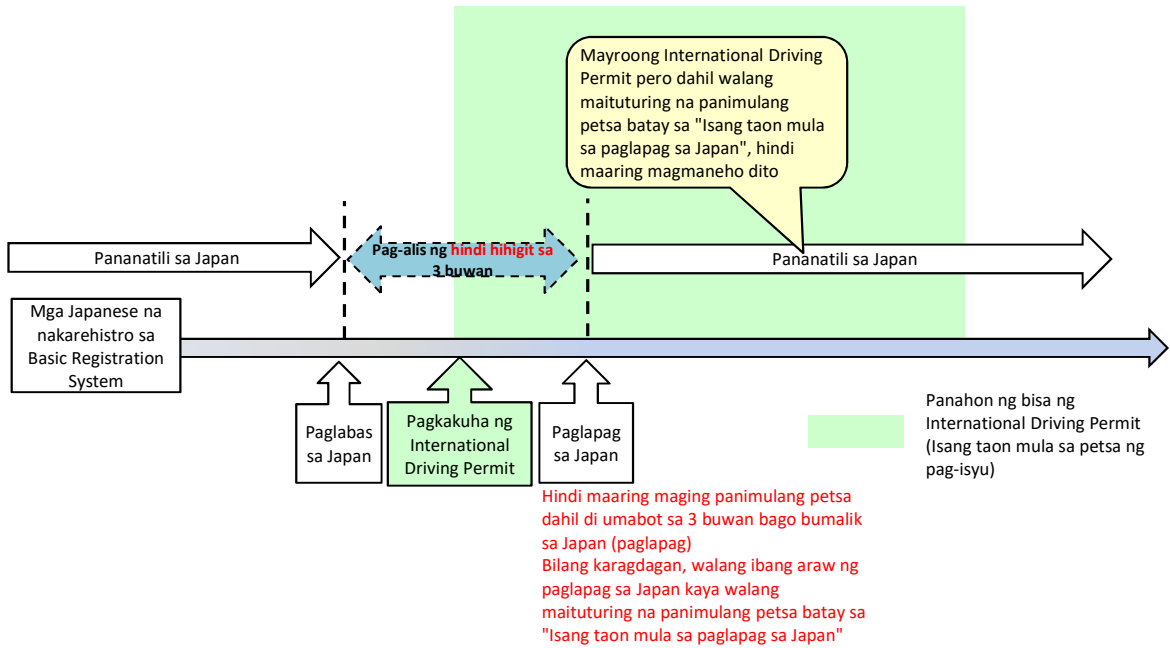 Mayroong International Driving
Permit pero dahil walang
maituturing na panimulang
petsa batay sa "Isang taon mula
sa paglapag sa Japan", hindi
maaring magmaneho dito
Pananatili sa Japan
Pag-alis ng hindi hihigit sa
3 buwan
Pananatili sa Japan
Mga Japanese na
nakarehistro sa
Basic Registration
System
Paglabas
sa Japan
Pagkakuha ng
International
Driving Permit
Paglapag
sa Japan
Panahon ng bisa ng
International Driving Permit
(Isang taon mula sa petsa ng
pag-isyu)
Hindi maaring maging panimulang petsa
dahil di umabot sa 3 buwan bago bumalik
sa Japan (paglapag)
Bilang karagdagan, walang ibang araw ng
paglapag sa Japan kaya walang
maituturing na panimulang petsa batay sa
"Isang taon mula sa paglapag sa Japan"